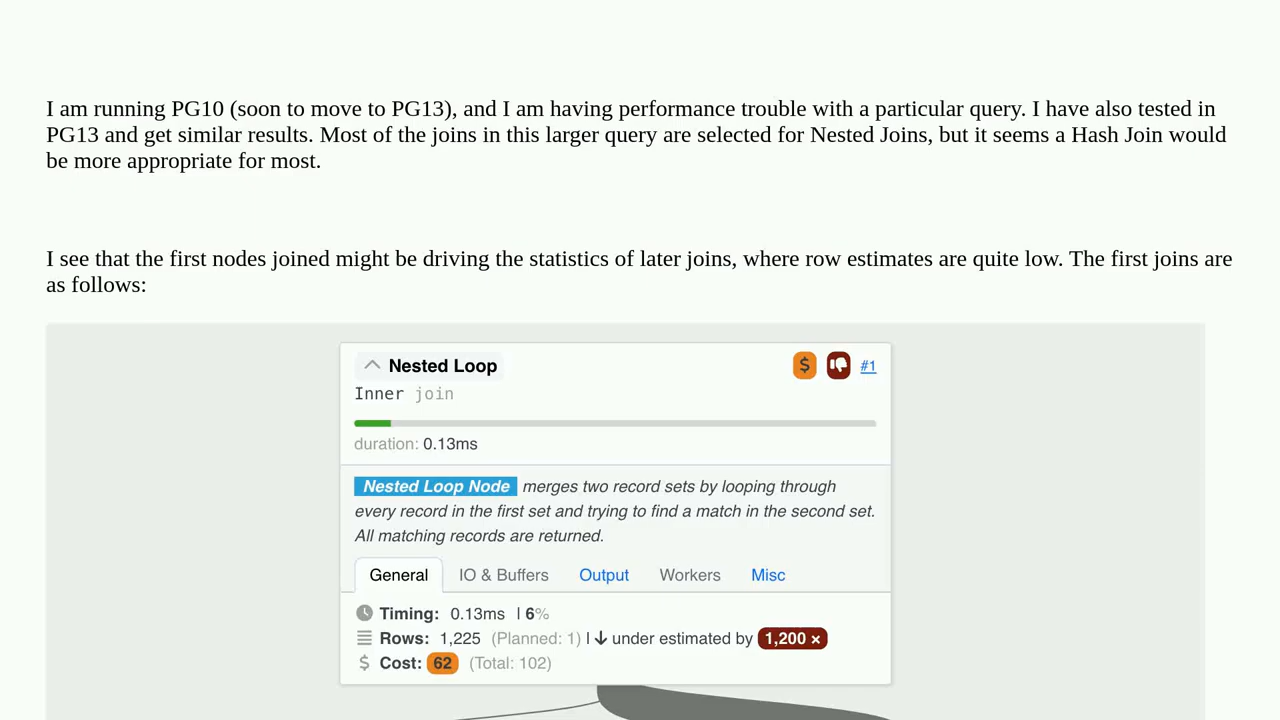 I am running PG10 (soon to move to PG13), and I am having performance trouble with a particular query. I have also tested in
PG13 and get similar results. Most of the joins in this larger query are selected for Nested Joins, but it seems a Hash Join would
be more appropriate for most.
I see that the first nodes joined might be driving the statistics of later joins, where row estimates are quite low. The first joins are
as follows:
Nested Loop $ #1
Inner join
duration: 0.13ms
Nested Loop Node merges two record sets by looping through
every record in the first set and trying to find a match in the second set.
All matching records are returned.
General IO & Buffers Output Workers Misc
Timing: 0.13ms | 6%
Rows: 1,225 (Planned: 1) | ↓ under estimated by 1,200 ×
$ Cost: 62 (Total: 102)